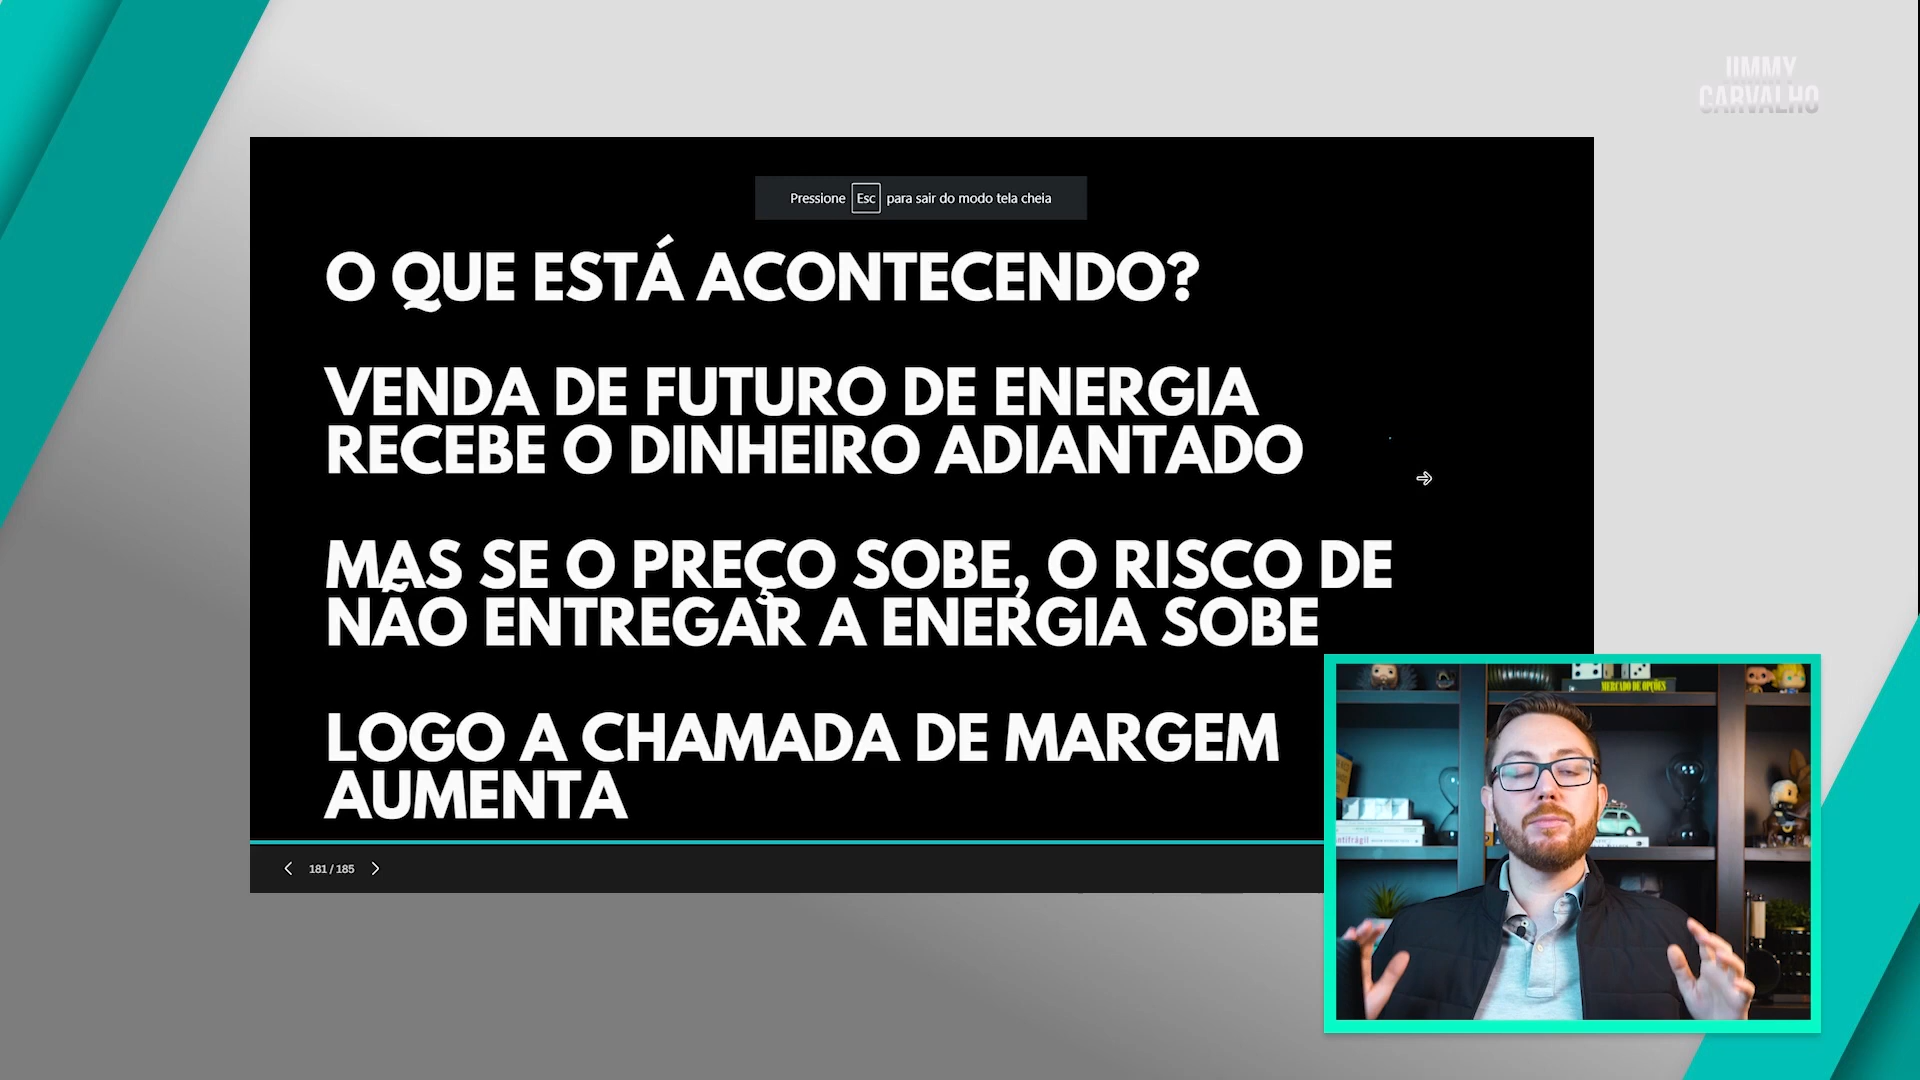 JIMMY
CARVALHO
Pressione Esc para sair do modo tela cheia
O QUE ESTÁ ACONTECENDO?
VENDA DE FUTURO DE ENERGIA
RECEBE O DINHEIRO ADIANTADO
MAS SE O PREÇO SOBE, O RISCO DE
NÃO ENTREGAR A ENERGIA SOBE
LOGO A CHAMADA DE MARGEM
AUMENTA
181 / 185
MERCADO DE OPÇÕES
antifrágil